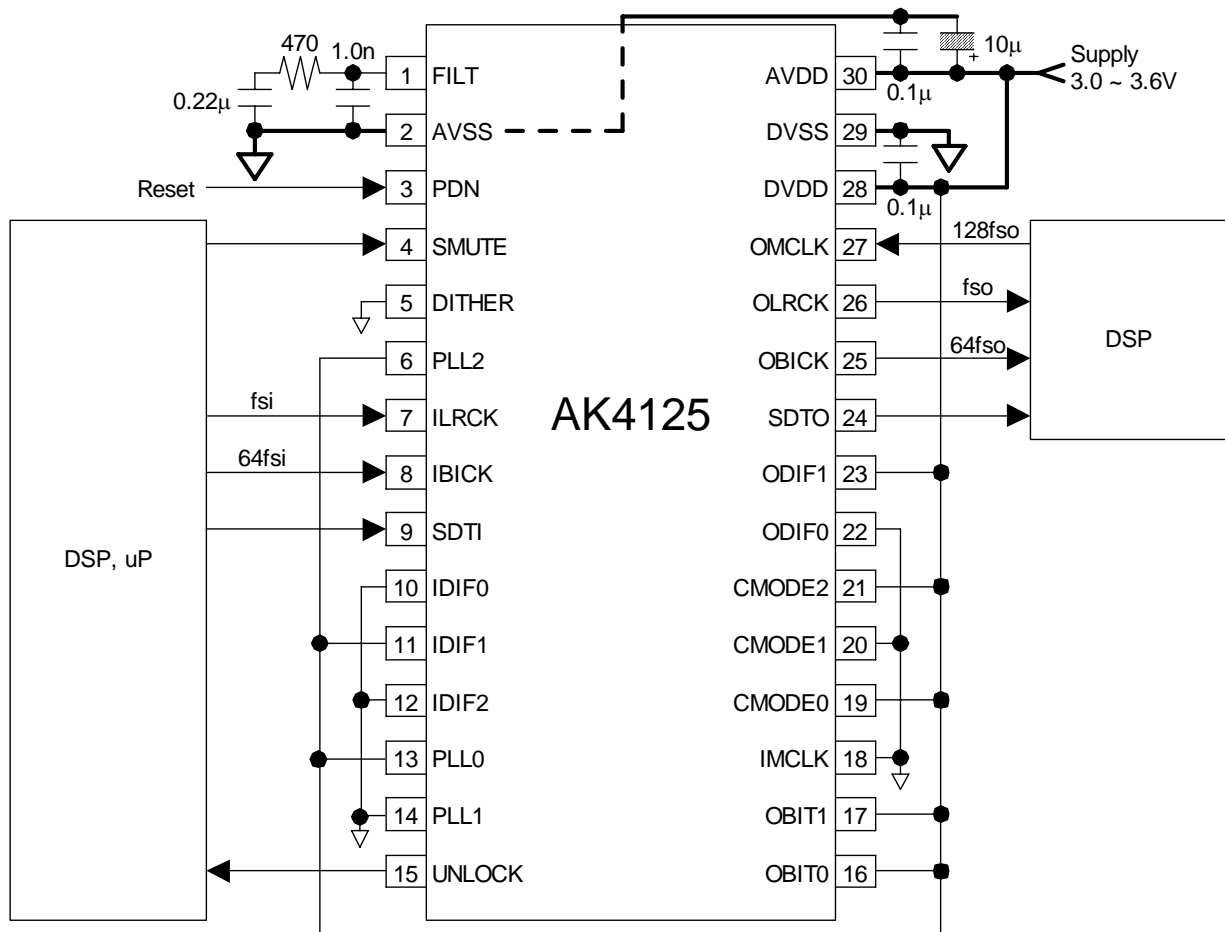 470
1.0n
0.22μ
10μ
+
Supply
3.0 ~ 3.6V
0.1μ
0.1μ
Reset
AK4125
1 FILT
2 AVSS
3 PDN
4 SMUTE
5 DITHER
6 PLL2
7 ILRCK
8 IBICK
9 SDTI
10 IDIF0
11 IDIF1
12 IDIF2
13 PLL0
14 PLL1
15 UNLOCK
AVDD 30
DVSS 29
DVDD 28
OMCLK 27
OLRCK 26
OBICK 25
SDTO 24
ODIF1 23
ODIF0 22
CMODE2 21
CMODE1 20
CMODE0 19
IMCLK 18
OBIT1 17
OBIT0 16
fsi
64fsi
DSP, uP
128fso
fso
64fso
DSP